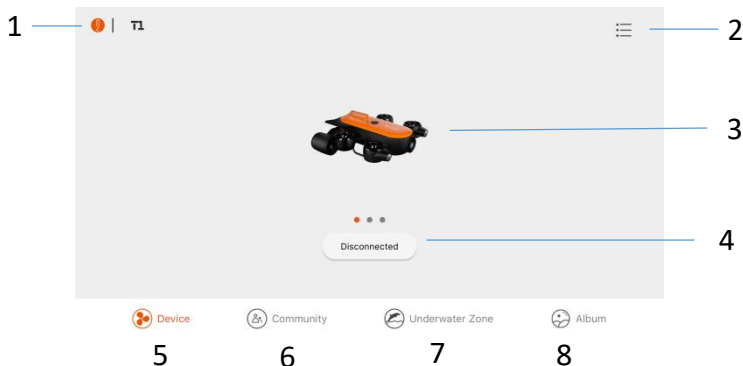 1 T1 2
3
Disconnected 4
Device Community Underwater Zone Album
5 6 7 8